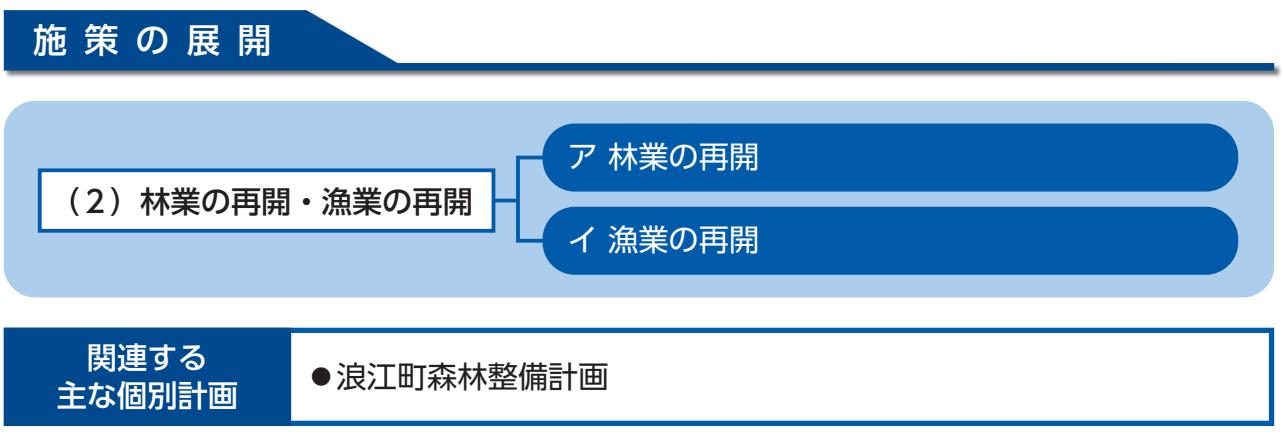 施策の展開
(2)林業の再開・漁業の再開
ア 林業の再開
イ 漁業の再開
関連する
主な個別計画
●浪江町森林整備計画